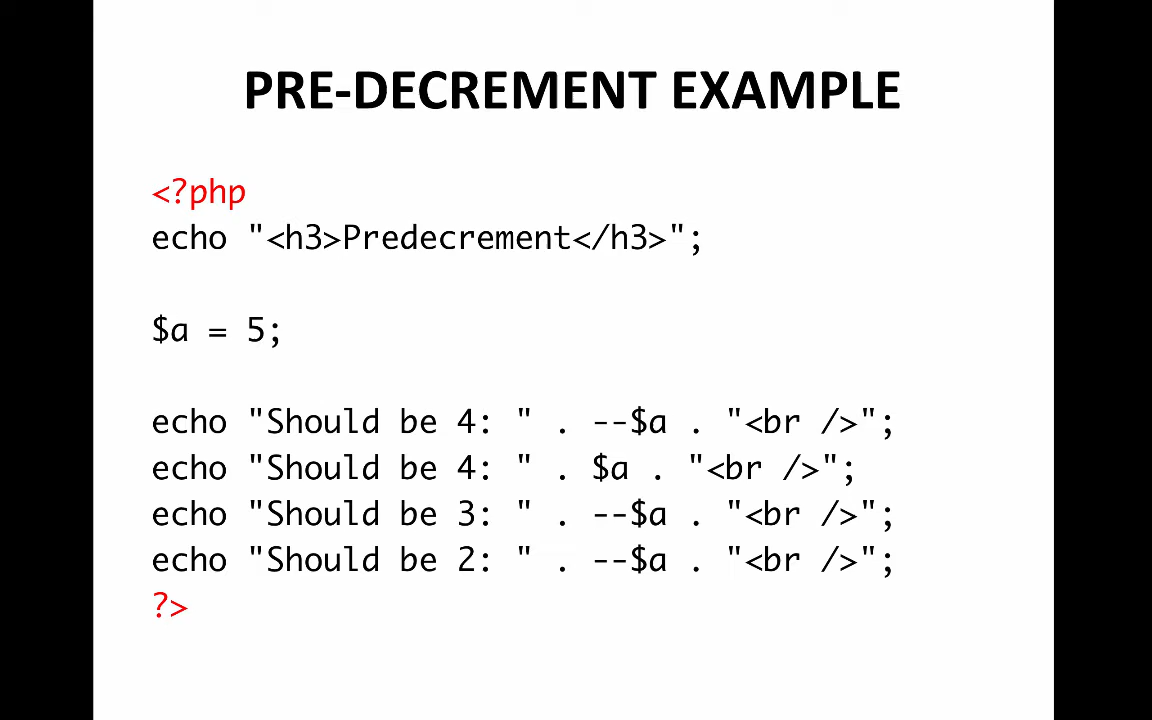 PRE-DECREMENT EXAMPLE
<?php
echo "<h3>Predecrement</h3>";
$a = 5;
echo "Should be 4: " . --$a . "<br />";
echo "Should be 4: " . $a . "<br />";
echo "Should be 3: " . --$a . "<br />";
echo "Should be 2: " . --$a . "<br />";
?>